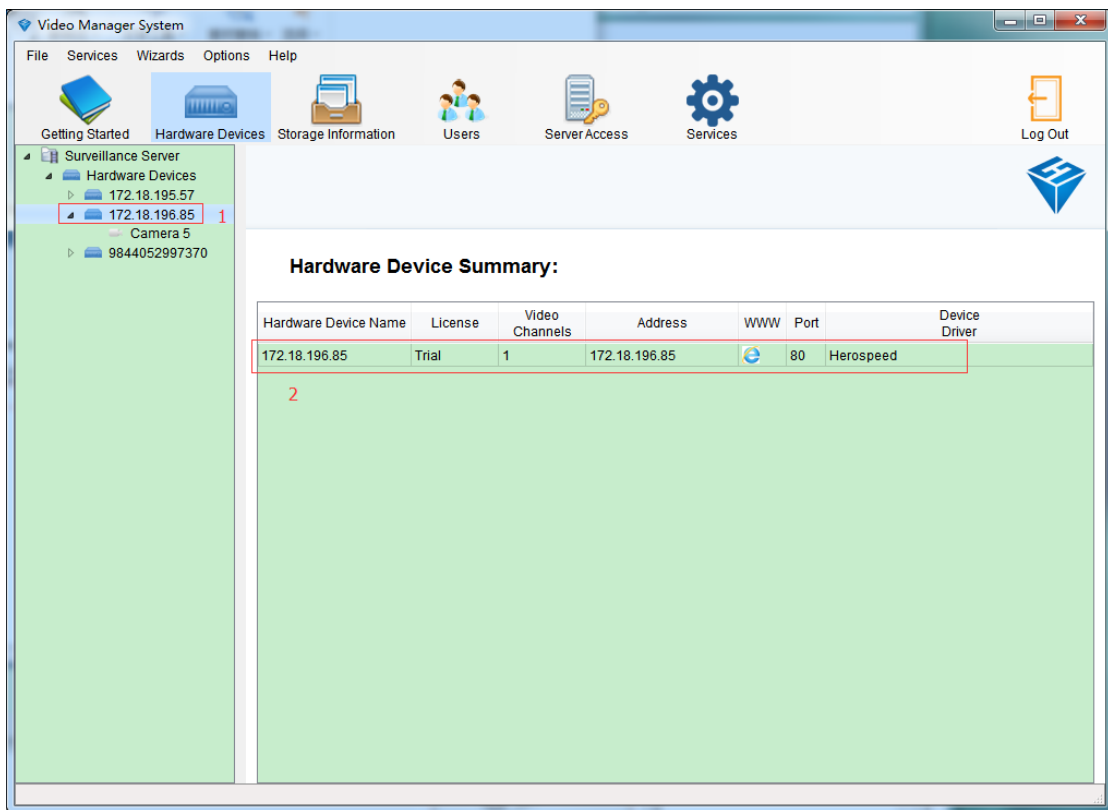 Video Manager System
File Services Wizards Options Help
Getting Started Hardware Devices Storage Information Users Server Access Services Log Out
Surveillance Server
Hardware Devices
172.18.195.57
172.18.196.85 1
Camera 5
9844052997370
Hardware Device Summary:
Hardware Device Name License Video Channels Address WWW Port Device Driver
172.18.196.85 Trial 1 172.18.196.85 80 Herospeed
2